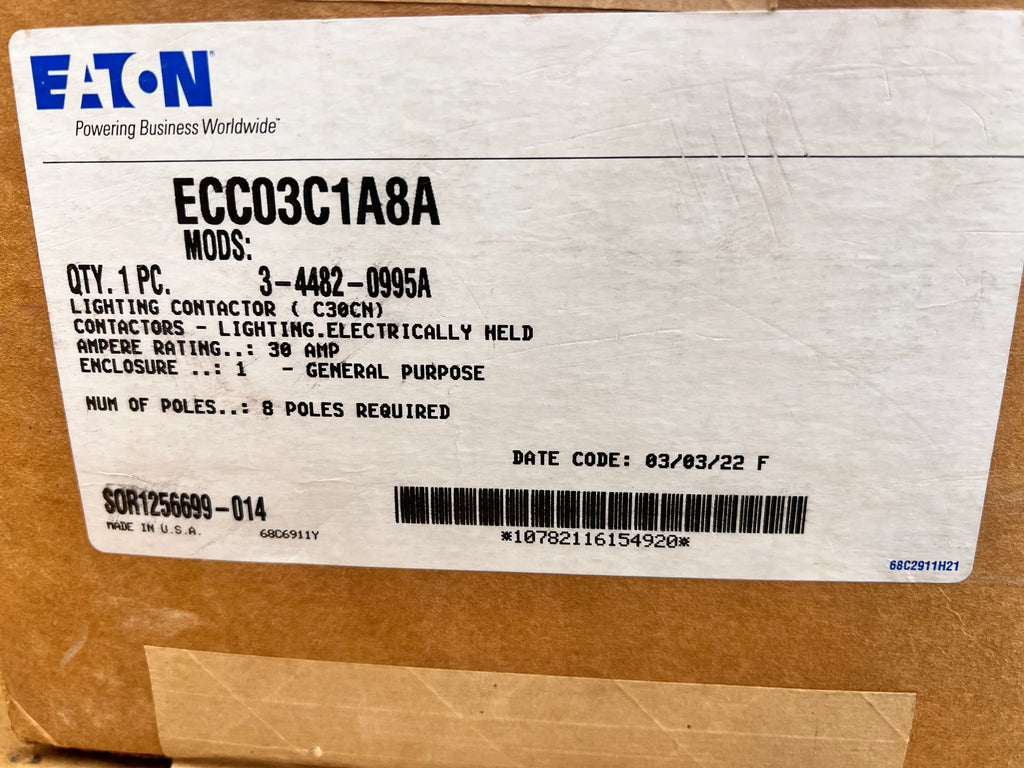 EATON®
Powering Business Worldwide™
ECC03C1A8A
MODS:
QTY. 1 PC. 3-4482-0995A
LIGHTING CONTACTOR ( C30CN)
CONTACTORS - LIGHTING.ELECTRICALLY HELD
AMPERE RATING..: 30 AMP
ENCLOSURE ..: 1 - GENERAL PURPOSE
NUM OF POLES..: 8 POLES REQUIRED
DATE CODE: 03/03/22 F
SOR1256699-014
MADE IN U.S.A. 68C6911Y
*10782116154920*
68C2911H21